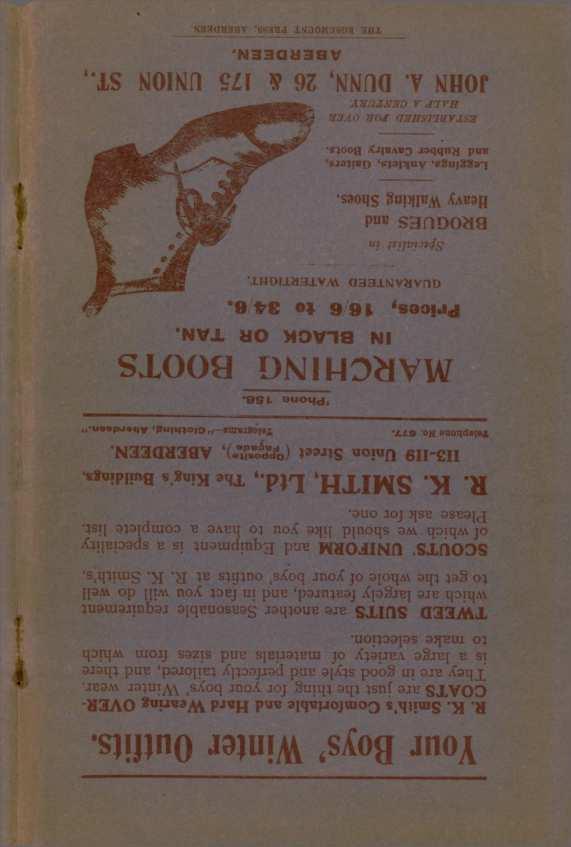 Your Boys' Winter Outfits.
R. K. Smith's Comfortable and Hard Wearing OVER-
COATS are just the thing for your boys' Winter wear.
They are in good style and perfectly tailored, and there
is a large variety of materials and sizes from which
to make selection.
TWEED SUITS are another Seasonable requirement
which are largely featured, and in fact you will do well
to get the whole of your boys' outfits at R. K. Smith's,
SCOUTS' UNIFORM and Equipment is a speciality
of which we should like you to have a complete list.
Please ask for one.
R. K. SMITH, Ltd., The King's Buildings,
113-119 Union Street (Opposite Façade), ABERDEEN.
Telephone No. 677. Telegrams—"Clothing, Aberdeen."
'Phone 158.
MARCHING BOOTS
IN BLACK OR TAN.
Prices, 16/6 to 34/6.
GUARANTEED WATERTIGHT.
Specialist in
BROGUES and
Heavy Walking Shoes.
Leggings, Anklets, Gaiters,
and Rubber Cavalry Boots.
ESTABLISHED FOR OVER
HALF A CENTURY.
JOHN A. DUNN, 26 & 175 UNION ST.,
ABERDEEN.
THE ROSEMOUNT PRESS, ABERDEEN.